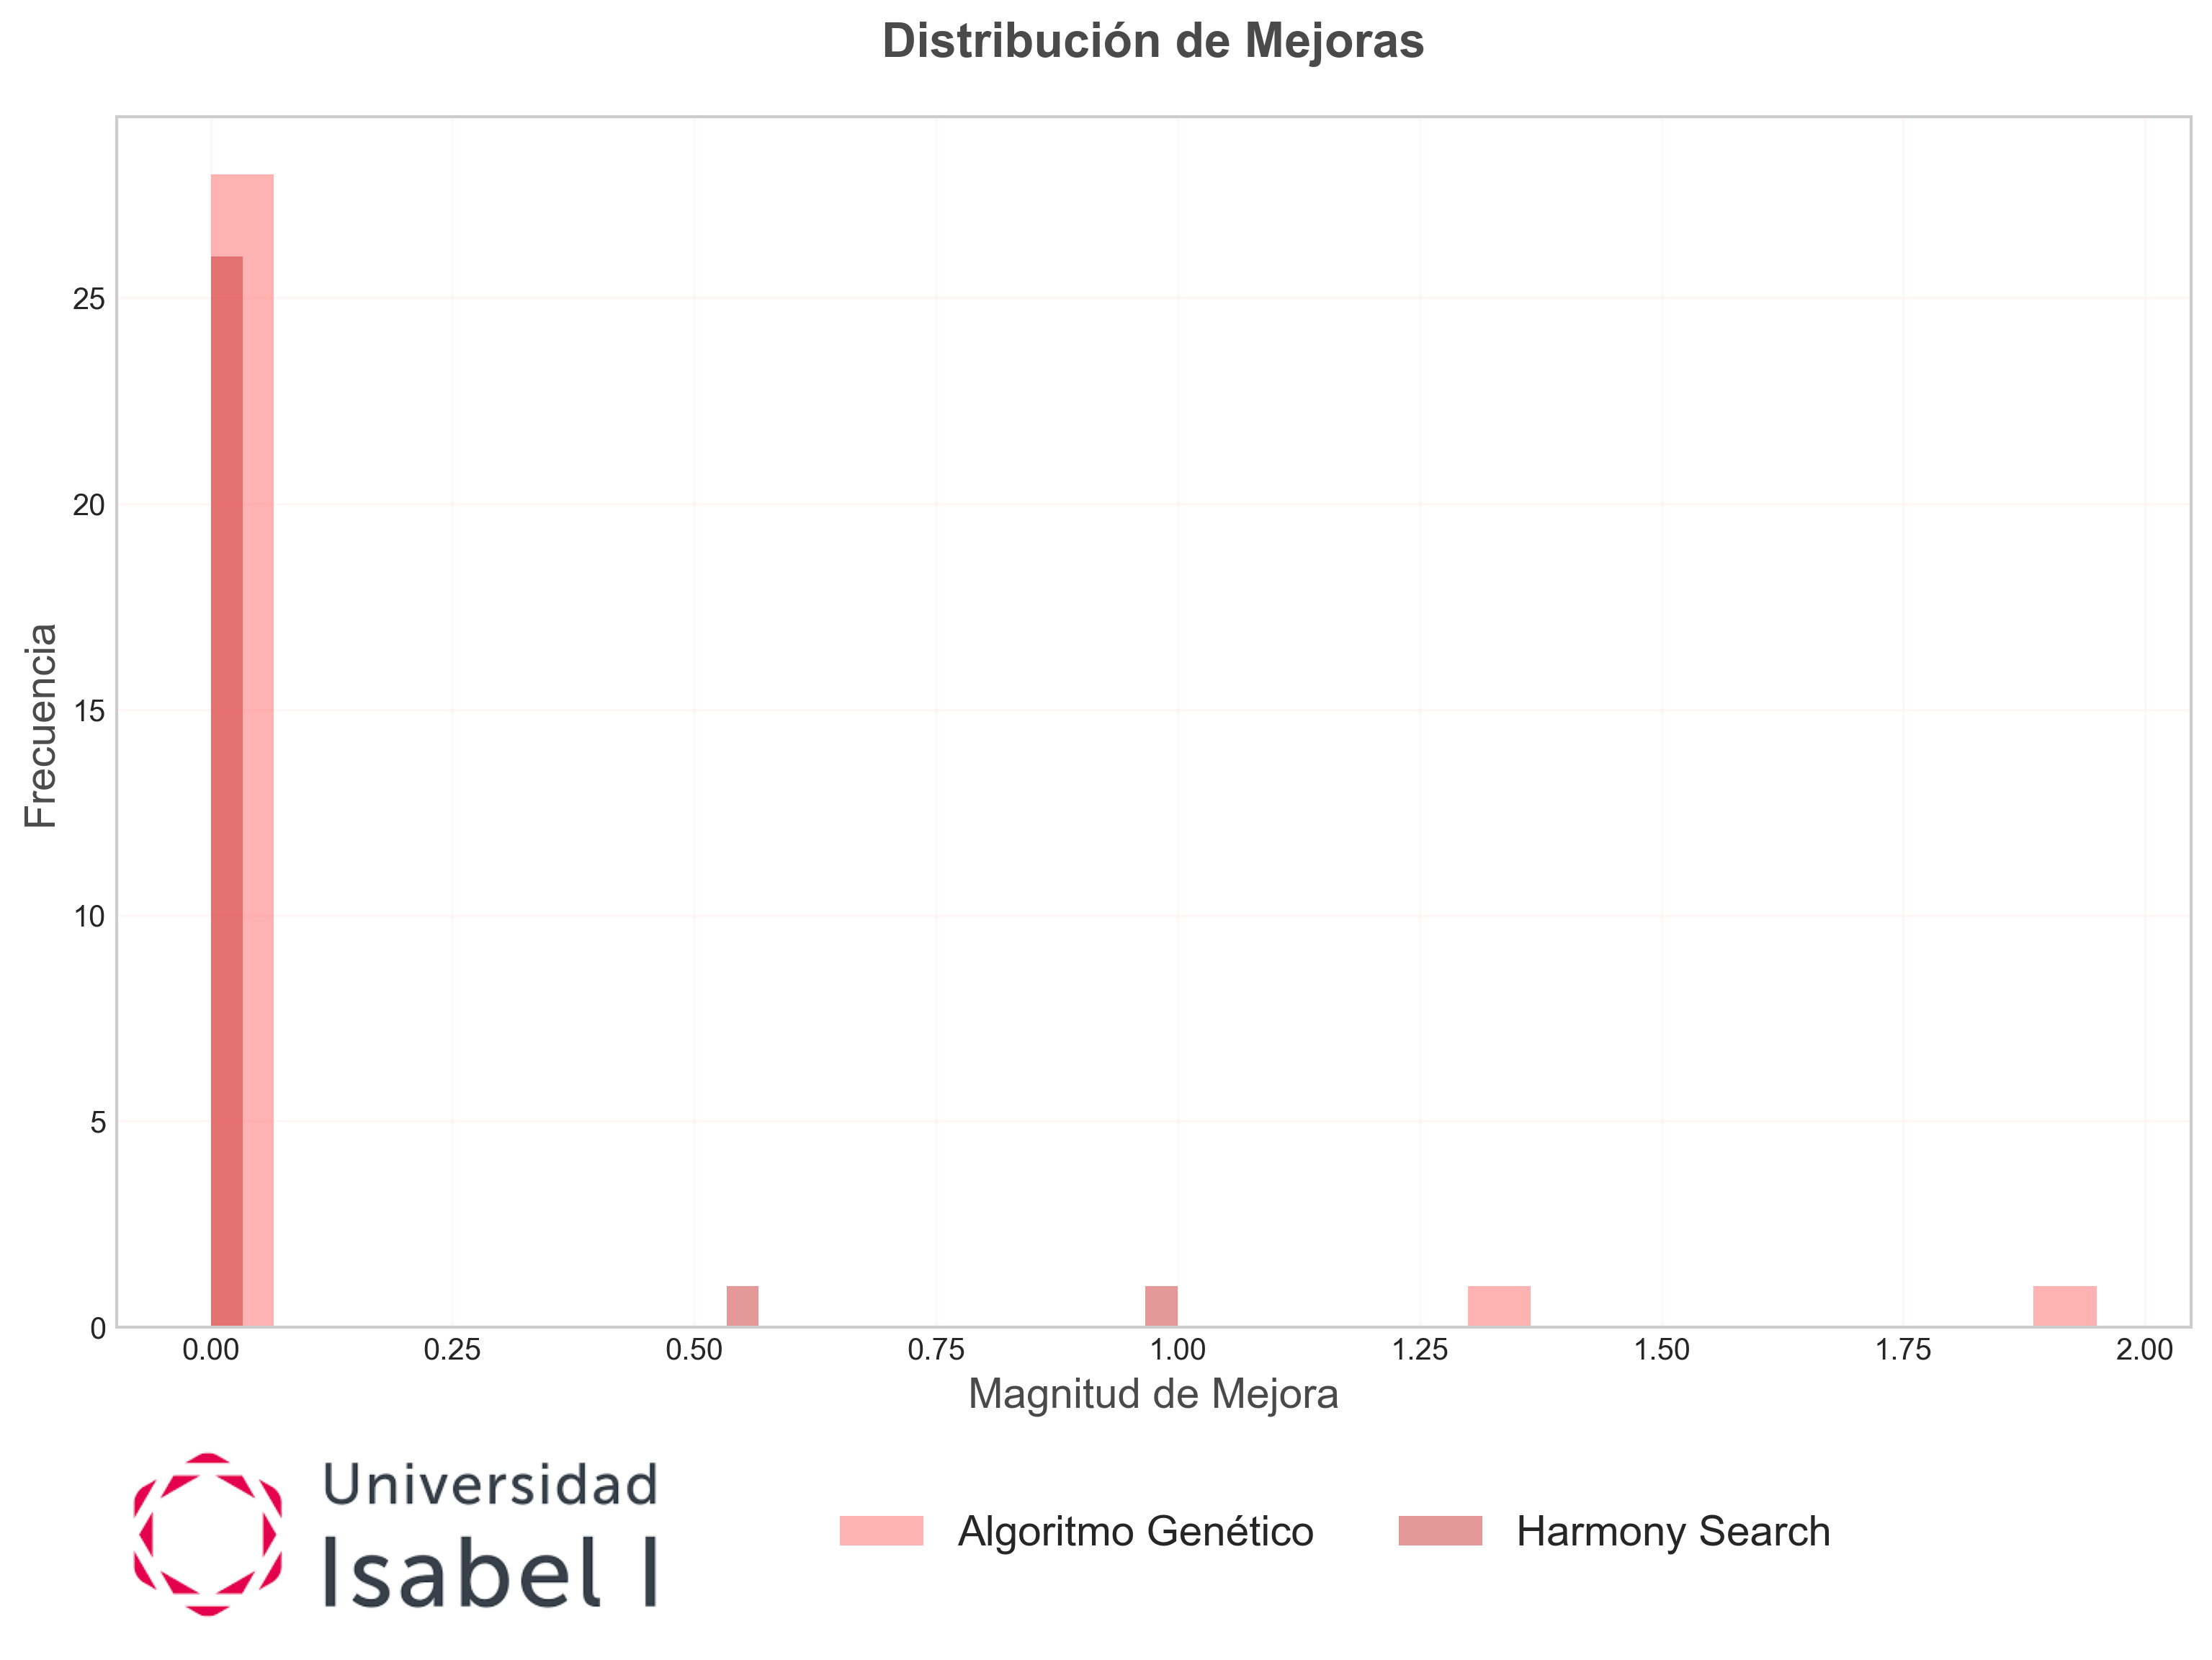 Distribución de Mejoras
Frecuencia
25
20
15
10
5
0
0.00 0.25 0.50 0.75 1.00 1.25 1.50 1.75 2.00
Magnitud de Mejora
Universidad
Isabel I
Algoritmo Genético Harmony Search